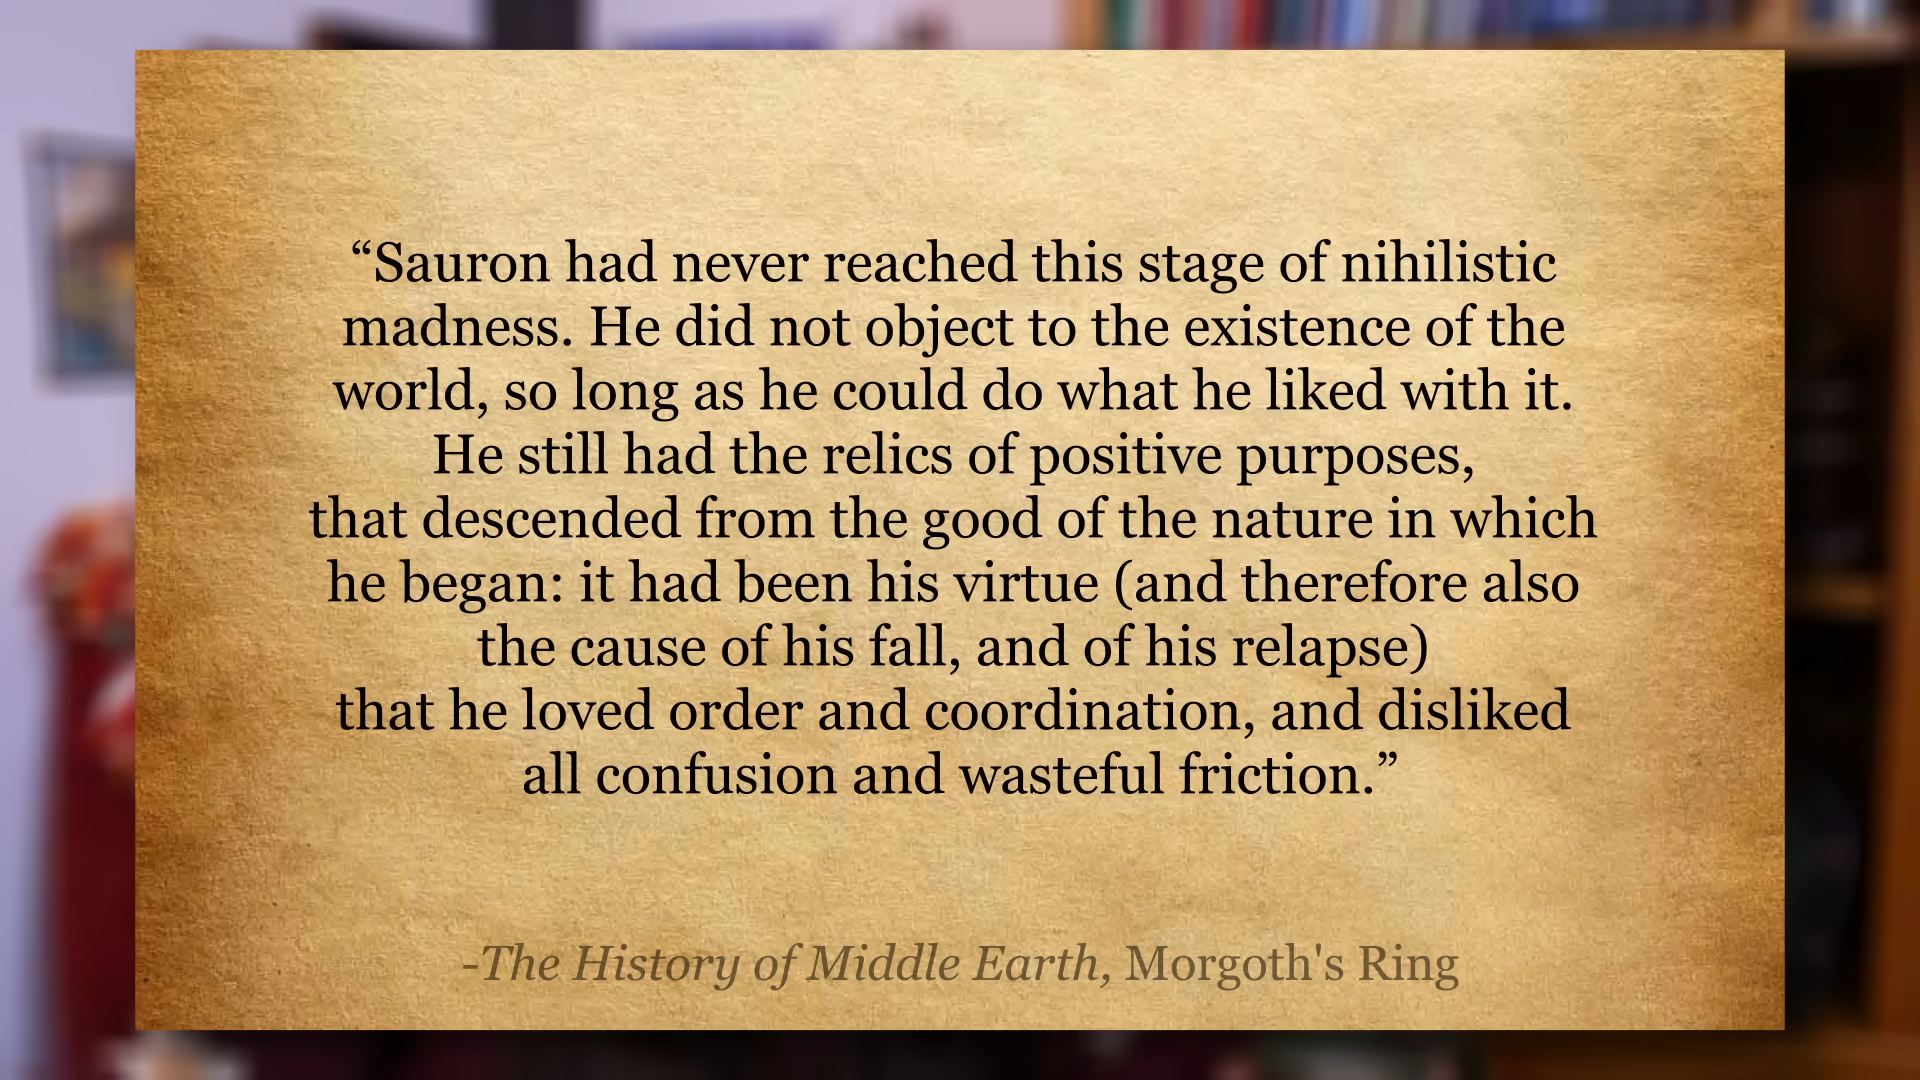 “Sauron had never reached this stage of nihilistic
madness. He did not object to the existence of the
world, so long as he could do what he liked with it.
He still had the relics of positive purposes,
that descended from the good of the nature in which
he began: it had been his virtue (and therefore also
the cause of his fall, and of his relapse)
that he loved order and coordination, and disliked
all confusion and wasteful friction.”
-The History of Middle Earth, Morgoth's Ring